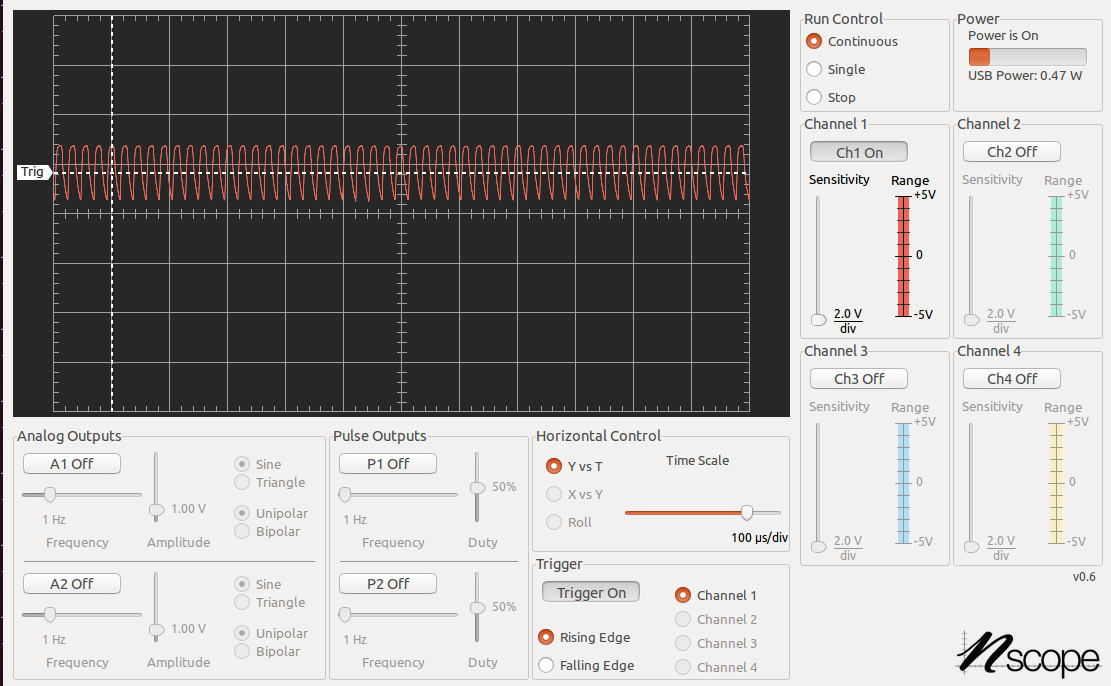 Trig
Run Control
Continuous
Single
Stop
Power
Power is On
USB Power: 0.47 W
Channel 1
Ch1 On
Sensitivity
Range
+5V
0
-5V
2.0 V
div
Channel 2
Ch2 Off
Sensitivity
Range
+5V
0
-5V
2.0 V
div
Channel 3
Ch3 Off
Sensitivity
Range
+5V
0
-5V
2.0 V
div
Channel 4
Ch4 Off
Sensitivity
Range
+5V
0
-5V
2.0 V
div
Analog Outputs
A1 Off
1 Hz
Frequency
1.00 V
Amplitude
Sine
Triangle
Unipolar
Bipolar
A2 Off
1 Hz
Frequency
1.00 V
Amplitude
Sine
Triangle
Unipolar
Bipolar
Pulse Outputs
P1 Off
1 Hz
Frequency
50%
Duty
P2 Off
1 Hz
Frequency
50%
Duty
Horizontal Control
Y vs T
X vs Y
Roll
Time Scale
100 µs/div
Trigger
Trigger On
Rising Edge
Falling Edge
Channel 1
Channel 2
Channel 3
Channel 4
v0.6
nscope